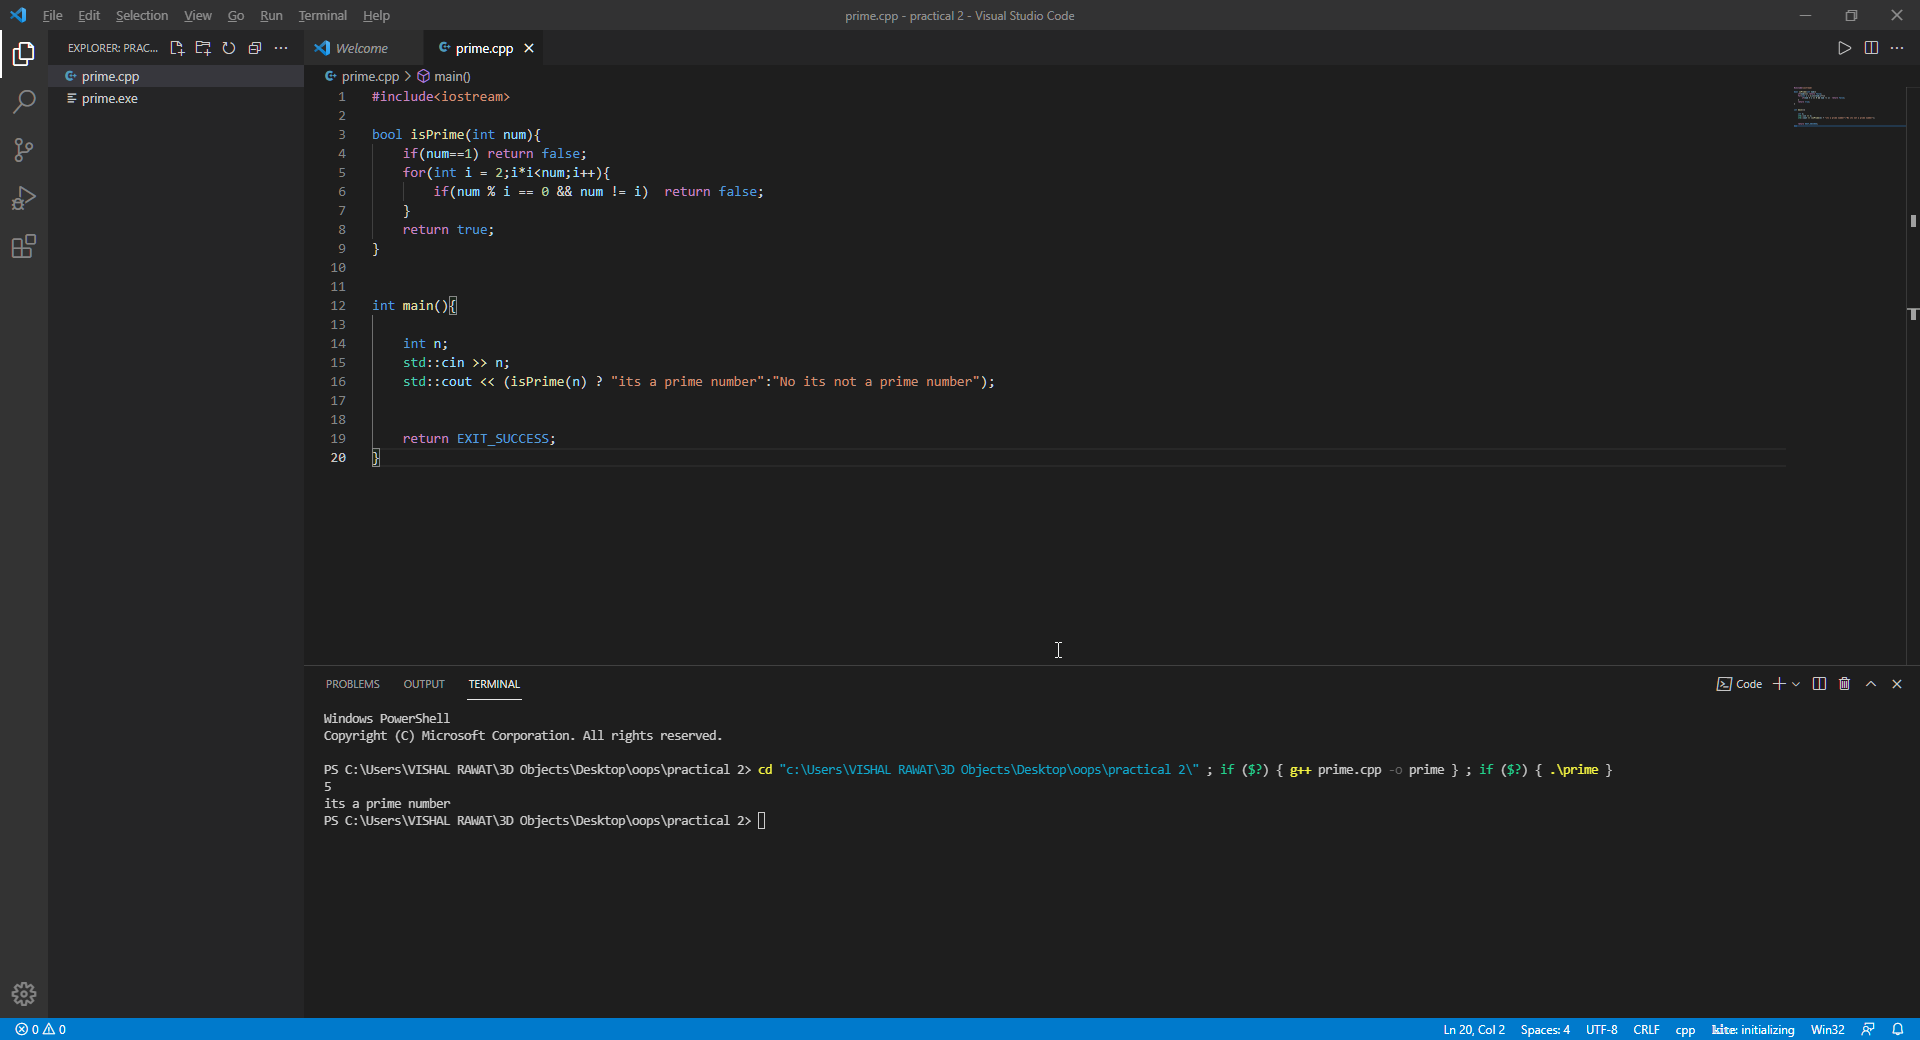 File Edit Selection View Go Run Terminal Help prime.cpp - practical 2 - Visual Studio Code
EXPLORER: PRAC... Welcome prime.cpp
prime.cpp prime.cpp > main()
prime.exe
1 #include<iostream>
2
3 bool isPrime(int num){
4     if(num==1) return false;
5     for(int i = 2;i*i<num;i++){
6         if(num % i == 0 && num != i)  return false;
7     }
8     return true;
9 }
10
11
12 int main(){
13
14     int n;
15     std::cin >> n;
16     std::cout << (isPrime(n) ? "its a prime number":"No its not a prime number");
17
18
19     return EXIT_SUCCESS;
20 }
PROBLEMS OUTPUT TERMINAL Code
Windows PowerShell
Copyright (C) Microsoft Corporation. All rights reserved.
PS C:\Users\VISHAL RAWAT\3D Objects\Desktop\oops\practical 2> cd "c:\Users\VISHAL RAWAT\3D Objects\Desktop\oops\practical 2\" ; if ($?) { g++ prime.cpp -o prime } ; if ($?) { .\prime }
5
its a prime number
PS C:\Users\VISHAL RAWAT\3D Objects\Desktop\oops\practical 2>
0 0 Ln 20, Col 2 Spaces: 4 UTF-8 CRLF cpp kite: initializing Win32